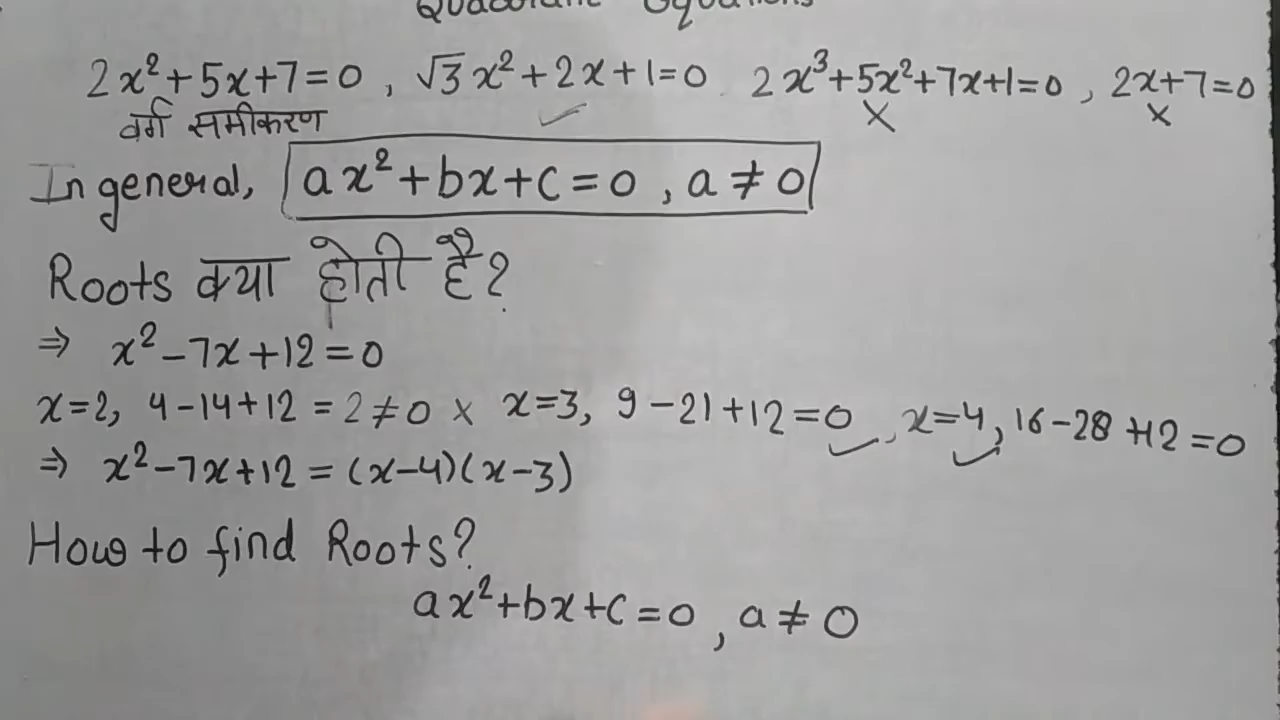 Equations
2x²+5x+7=0 , √3x²+2x+1=0 2x³+5x²+7x+1=0 , 2x+7=0
वर्ग समीकरण ✓ × ×
In general, ax²+bx+c=0 , a≠0
Roots क्या होती है?
⇒ x²-7x+12=0
x=2, 4-14+12=2≠0 × x=3, 9-21+12=0 ✓, x=4, 16-28+12=0 ✓
⇒ x²-7x+12=(x-4)(x-3)
How to find Roots?
ax²+bx+c=0 , a≠0